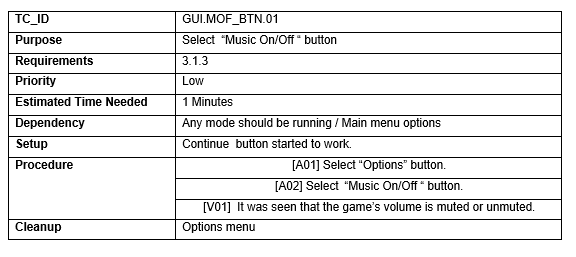 TC_ID GUI.MOF_BTN.01
Purpose Select “Music On/Off “ button
Requirements 3.1.3
Priority Low
Estimated Time Needed 1 Minutes
Dependency Any mode should be running / Main menu options
Setup Continue button started to work.
Procedure [A01] Select “Options” button.
[A02] Select “Music On/Off “ button.
[V01] It was seen that the game’s volume is muted or unmuted.
Cleanup Options menu